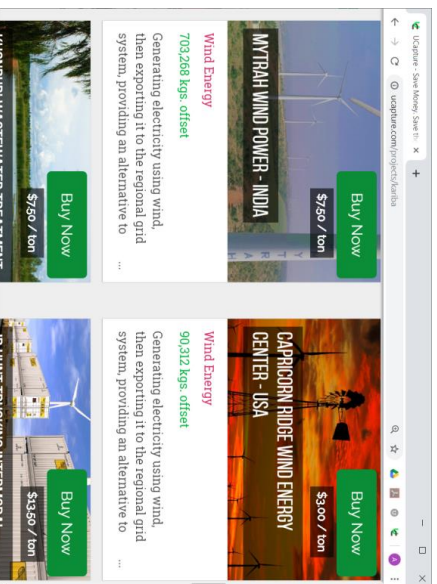 UCapture - Save Money. Save th
ucapture.com/projects/kariba
Buy Now
$7.50 / ton
MYTRAH WIND POWER - INDIA
Wind Energy
703,268 kgs. offset
Generating electricity using wind,
then exporting it to the regional grid
system, providing an alternative to
...
Buy Now
$3.00 / ton
CAPRICORN RIDGE WIND ENERGY
CENTER - USA
Wind Energy
90,312 kgs. offset
Generating electricity using wind,
then exporting it to the regional grid
system, providing an alternative to
...
Buy Now
$7.50 / ton
Buy Now
$13.50 / ton